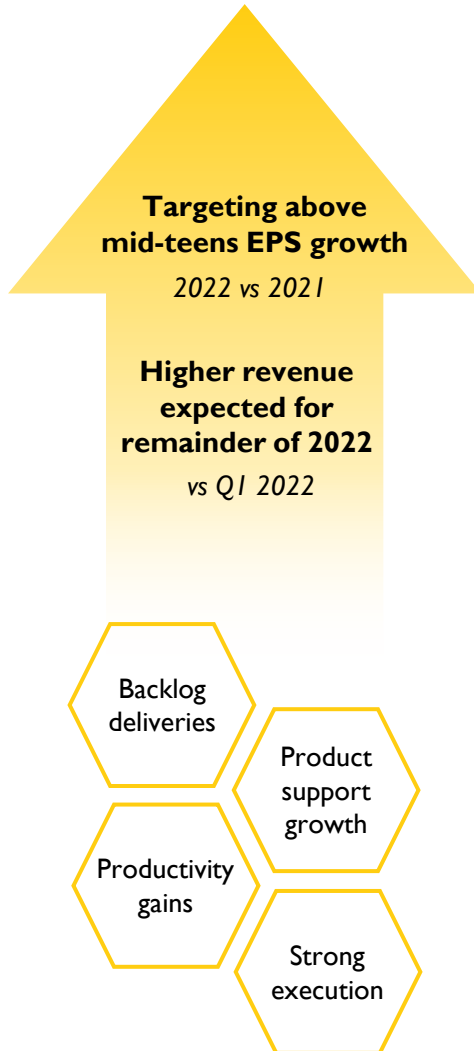 Targeting above
mid-teens EPS growth
2022 vs 2021
Higher revenue
expected for
remainder of 2022
vs Q1 2022
Backlog
deliveries
Product
support
growth
Productivity
gains
Strong
execution